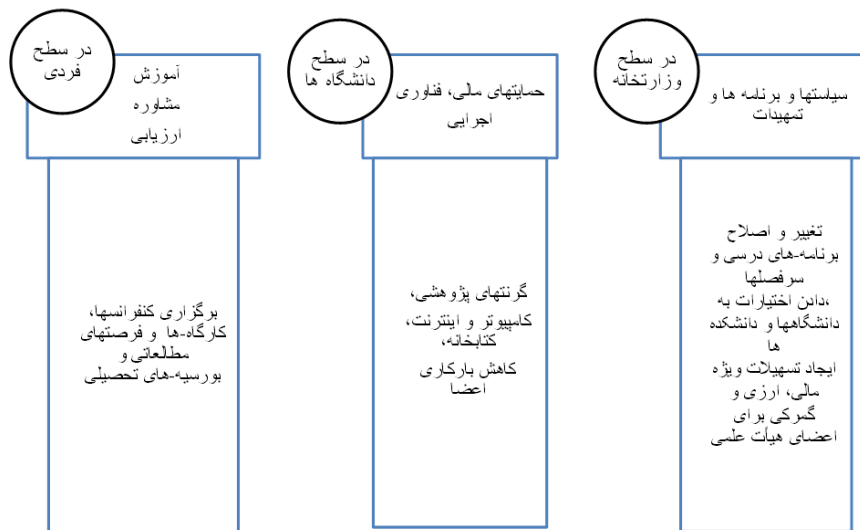 در سطح
وزارتخانه
سیاستها و برنامه ها و
تمهیدات
تغییر و اصلاح
برنامه-های درسی و
سرفصلها
،دادن اختیارات به
دانشگاهها و دانشکده
ها
ایجاد تسهیلات ویژه
مالی، ارزی و
گمرکی برای
اعضای هیأت علمی
در سطح
دانشگاه ها
حمایتهای مالی، فناوری
اجرایی
گرنتهای پژوهشی،
کامپیوتر و اینترنت،
کتابخانه،
کاهش بارکاری
اعضا
در سطح
فردی
آموزش
مشاوره
ارزیابی
برگزاری کنفرانسها،
کارگاه-ها و فرصتهای
مطالعاتی و
بورسیه-های تحصیلی